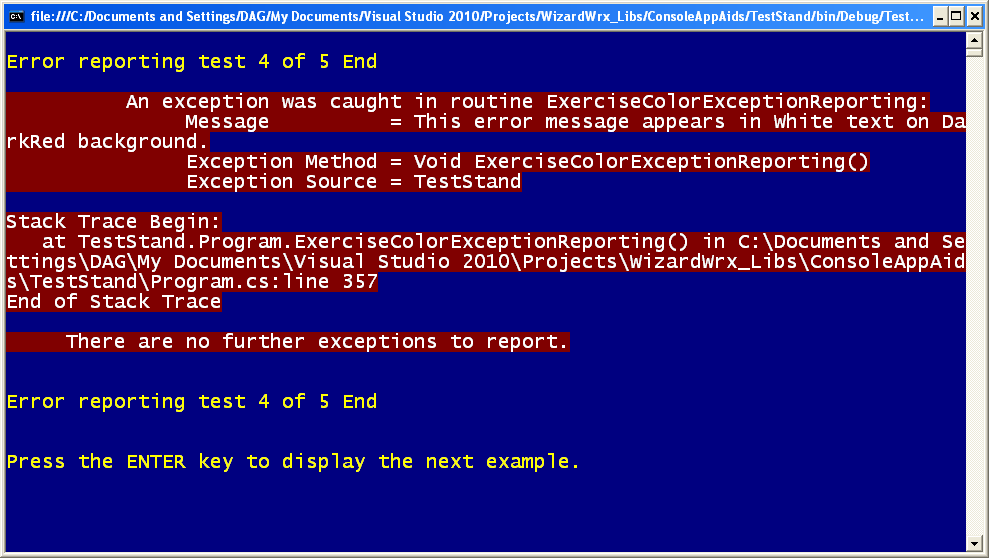 file:///C:/Documents and Settings/DAG/My Documents/Visual Studio 2010/Projects/WizardWrx_Libs/ConsoleAppAids/TestStand/bin/Debug/Test...
Error reporting test 4 of 5 End
An exception was caught in routine ExerciseColorExceptionReporting:
Message = This error message appears in White text on Da
rkRed background.
Exception Method = Void ExerciseColorExceptionReporting()
Exception Source = TestStand
Stack Trace Begin:
at TestStand.Program.ExerciseColorExceptionReporting() in C:\Documents and Se
ttings\DAG\My Documents\Visual Studio 2010\Projects\WizardWrx_Libs\ConsoleAppAid
s\TestStand\Program.cs:line 357
End of Stack Trace
There are no further exceptions to report.
Error reporting test 4 of 5 End
Press the ENTER key to display the next example.